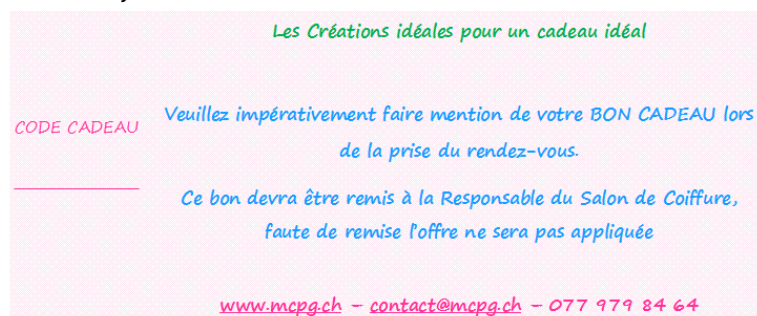 Les Créations idéales pour un cadeau idéal
CODE CADEAU
Veuillez impérativement faire mention de votre BON CADEAU lors
de la prise du rendez-vous.
Ce bon devra être remis à la Responsable du Salon de Coiffure,
faute de remise l'offre ne sera pas appliquée
www.mcpg.ch – contact@mcpg.ch – 077 979 84 64